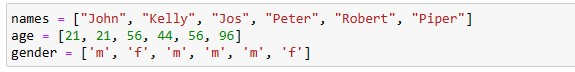 names = ["John", "Kelly", "Jos", "Peter", "Robert", "Piper"]
age = [21, 21, 56, 44, 56, 96]
gender = ['m', 'f', 'm', 'm', 'm', 'f']